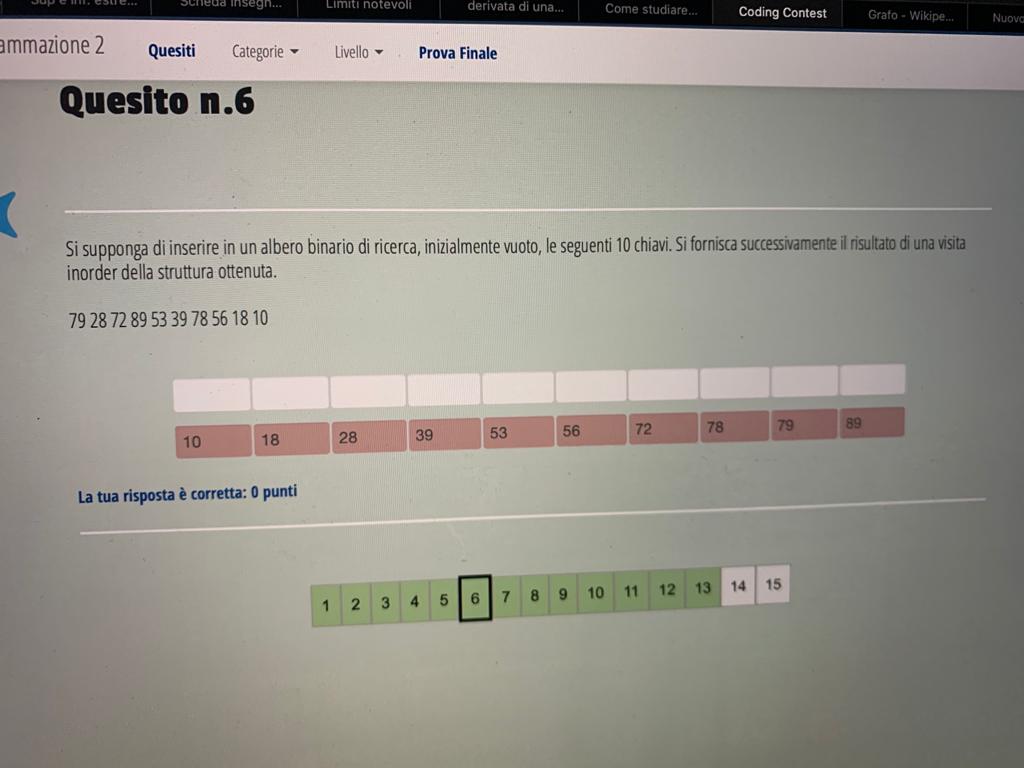 Sup e inf. estre...
Scheda insegn...
Limiti notevoli
derivata di una...
Come studiare...
Coding Contest
Grafo - Wikipe...
Nuovo
ammazione 2
Quesiti
Categorie
Livello
Prova Finale
Quesito n.6
Si supponga di inserire in un albero binario di ricerca, inizialmente vuoto, le seguenti 10 chiavi. Si fornisca successivamente il risultato di una visita
inorder della struttura ottenuta.
79 28 72 89 53 39 78 56 18 10
10 18 28 39 53 56 72 78 79 89
La tua risposta è corretta: 0 punti
1 2 3 4 5 6 7 8 9 10 11 12 13 14 15